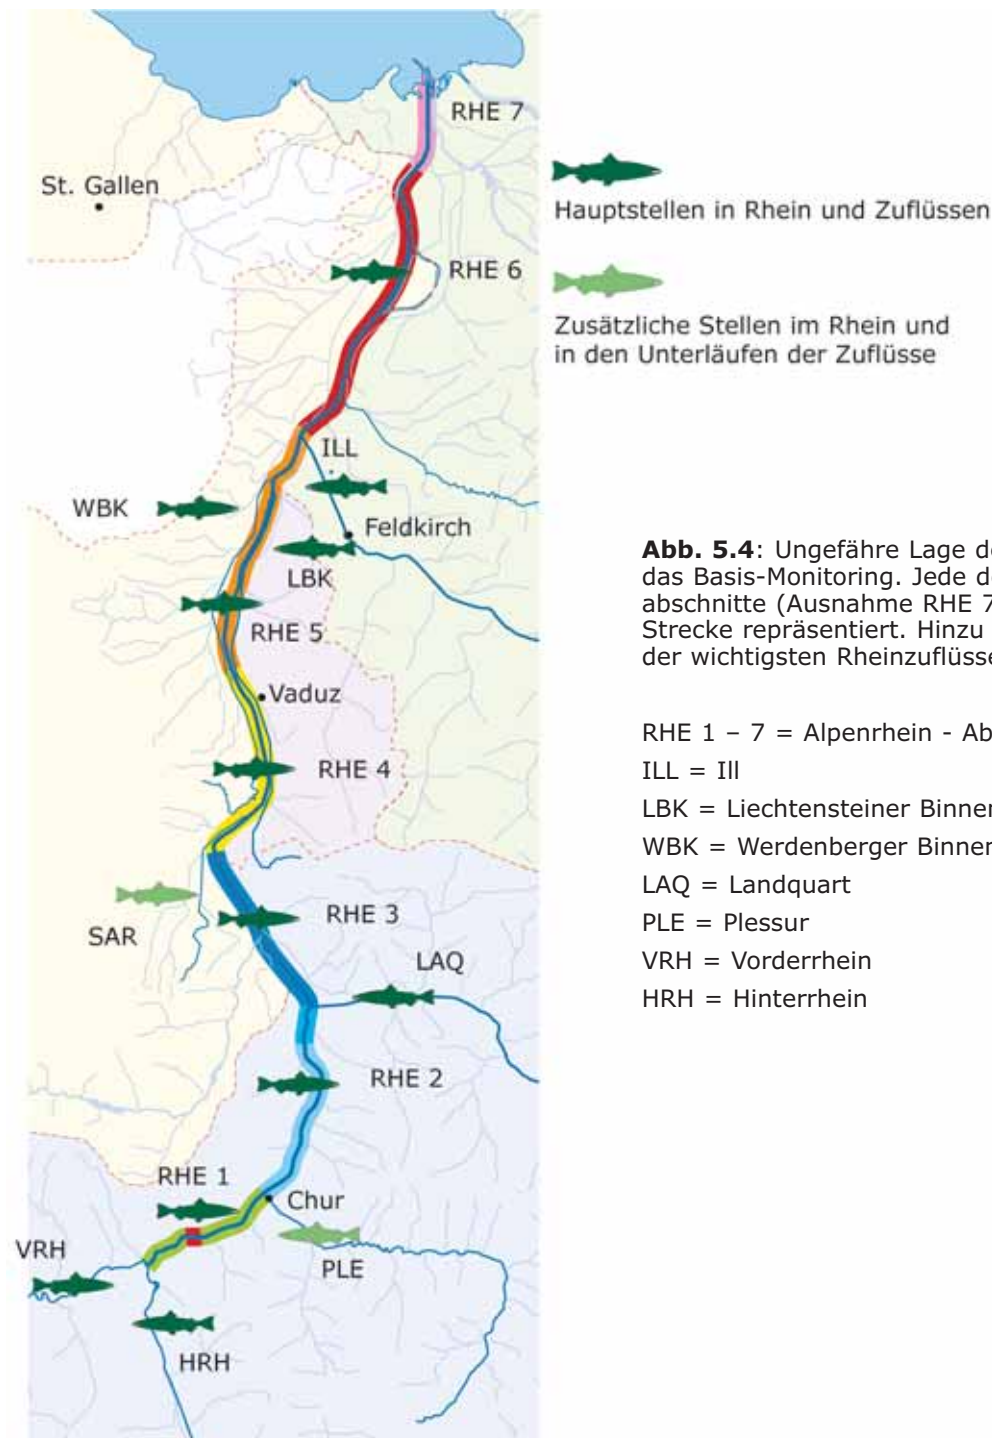 RHE 7
St. Gallen
Hauptstellen in Rhein und Zuflüssen
RHE 6
Zusätzliche Stellen im Rhein und
in den Unterläufen der Zuflüsse
ILL
WBK
Feldkirch
LBK
RHE 5
Vaduz
RHE 4
SAR
RHE 3
LAQ
RHE 2
RHE 1
Chur
VRH
PLE
HRH
Abb. 5.4: Ungefähre Lage
das Basis-Monitoring. Jede
abschnitte (Ausnahme RHE 7
Strecke repräsentiert. Hinzu
der wichtigsten Rheinzuflüsse
RHE 1 – 7 = Alpenrhein - Ab
ILL = Ill
LBK = Liechtensteiner Binnen
WBK = Werdenberger Binnen
LAQ = Landquart
PLE = Plessur
VRH = Vorderrhein
HRH = Hinterrhein